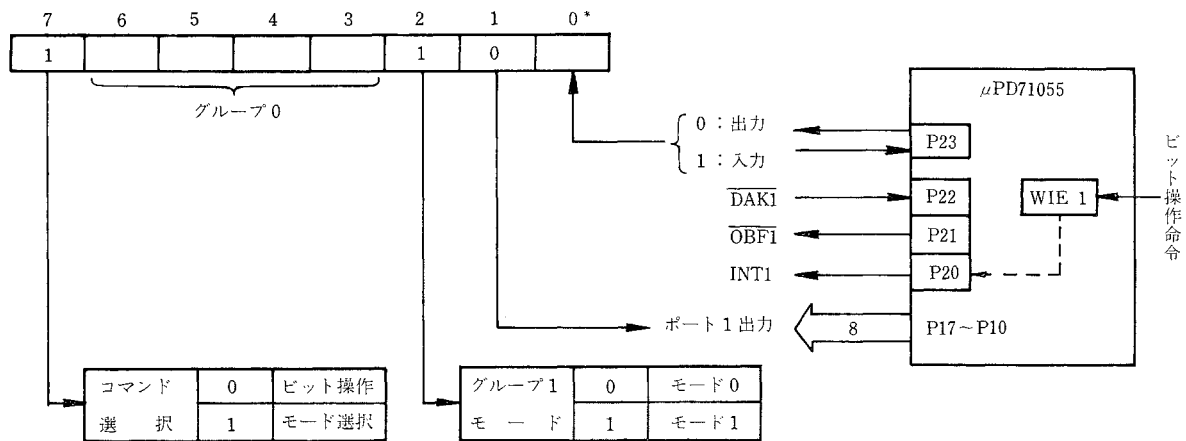 7 6 5 4 3 2 1 0*
1 1 0
グループ0
μPD71055
0：出力
1：入力
P23
DAK1
P22
WIE 1
OBF1
P21
INT1
P20
ビット操作命令
ポート1出力
8
P17～P10
コマンド 0 ビット操作
選択 1 モード選択
グループ1 0 モード0
モード 1 モード1